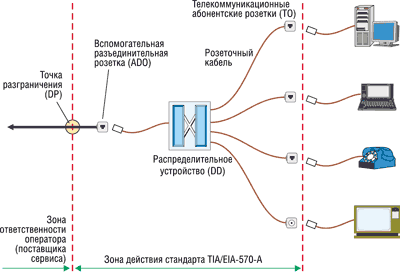 Телекоммуникационные
абонентские розетки (ТО)
Вспомогательная
разъединительная
розетка (ADO)
Розеточный
кабель
Точка
разграничения
(DP)
Распределительное
устройство (DD)
Зона
ответственности
оператора
(поставщика
сервиса)
Зона действия стандарта TIA/EIA-570-A